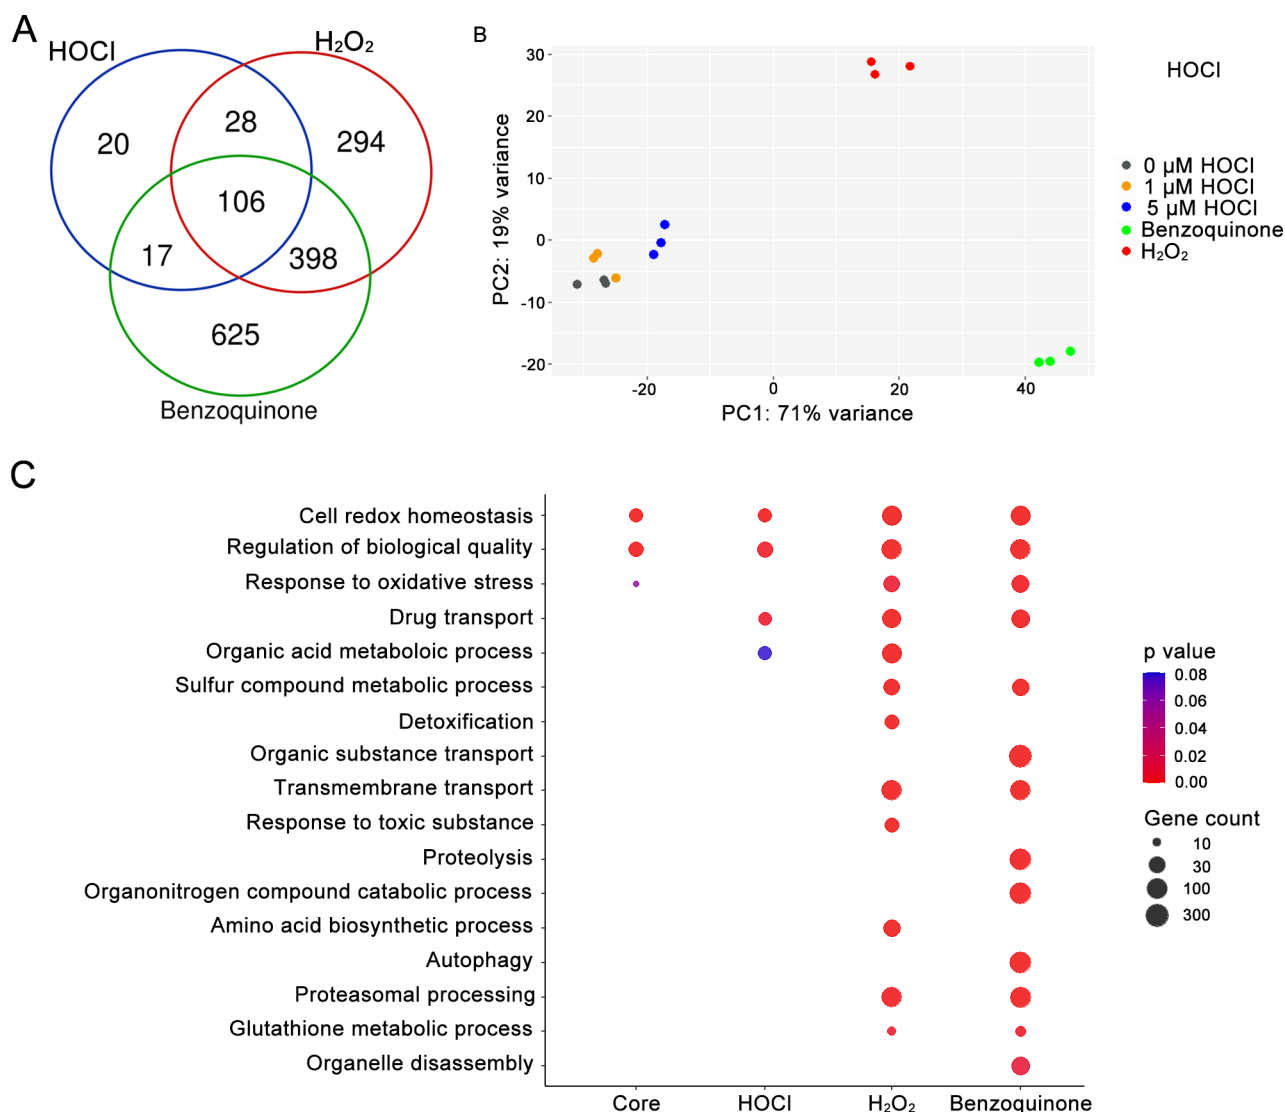 A
HOCl
H₂O₂
20
28
294
106
17
398
625
Benzoquinone
B
30
20
10
0
-10
-20
PC2: 19% variance
-20
0
20
40
PC1: 71% variance
HOCl
0 µM HOCl
1 µM HOCl
5 µM HOCl
Benzoquinone
H₂O₂
C
Cell redox homeostasis
Regulation of biological quality
Response to oxidative stress
Drug transport
Organic acid metaboloic process
Sulfur compound metabolic process
Detoxification
Organic substance transport
Transmembrane transport
Response to toxic substance
Proteolysis
Organonitrogen compound catabolic process
Amino acid biosynthetic process
Autophagy
Proteasomal processing
Glutathione metabolic process
Organelle disassembly
Core
HOCl
H₂O₂
Benzoquinone
p value
0.08
0.06
0.04
0.02
0.00
Gene count
10
30
100
300